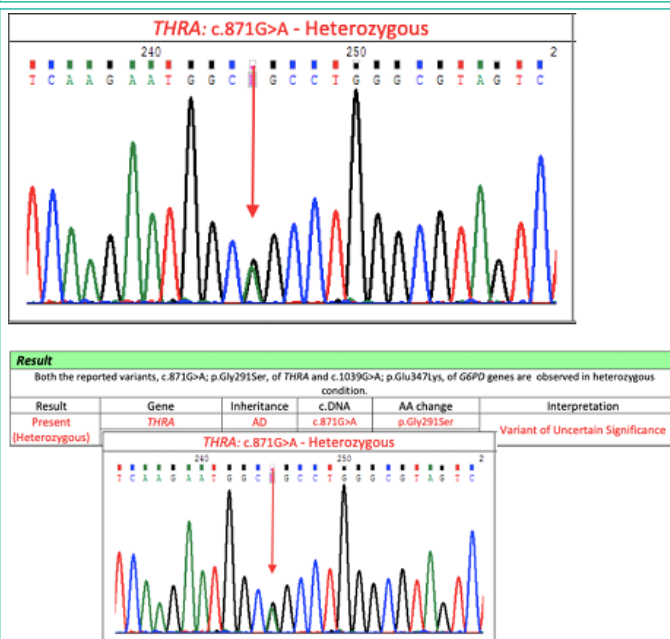 THRA: c.871G>A - Heterozygous
240 250 2
T C A A G A A T G G C G C C T G G G C G T A G T C
Result
Both the reported variants, c.871G>A; p.Gly291Ser, of THRA and c.1039G>A; p.Glu347Lys, of G6PD genes are observed in heterozygous
condition.
Result Gene Inheritance c.DNA AA change Interpretation
Present THRA AD c.871G>A p.Gly291Ser
(Heterozygous) Variant of Uncertain Significance
THRA: c.871G>A - Heterozygous
240 250 2
T C A A G A A T G G C G C C T G G G C G T A G T C